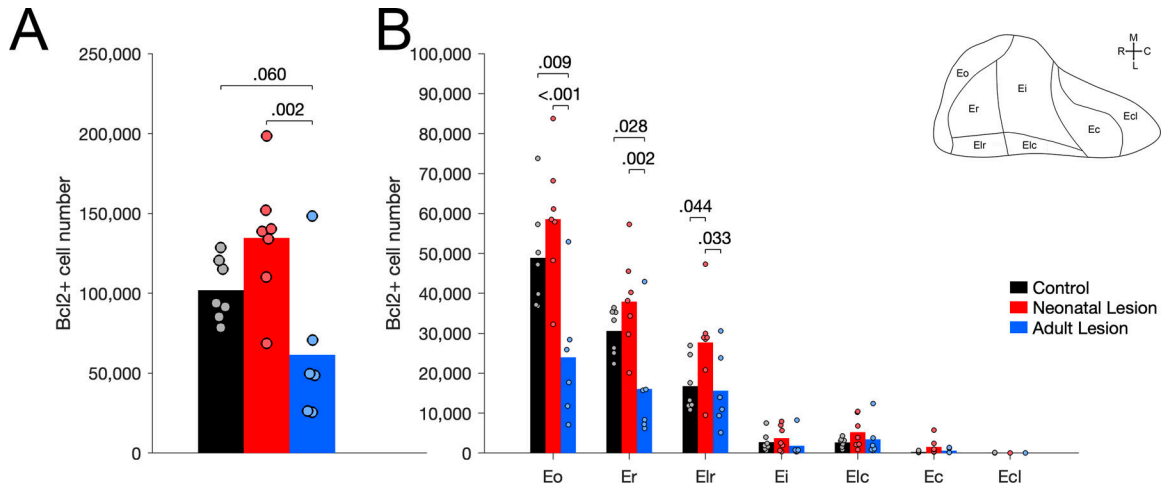 A
250,000
200,000
150,000
100,000
50,000
0
Bcl2+ cell number
.060
.002
B
100,000
90,000
80,000
70,000
60,000
50,000
40,000
30,000
20,000
10,000
0
Bcl2+ cell number
.009
<.001
.028
.002
.044
.033
Eo
Er
Elr
Ei
Elc
Ec
Ecl
M
R C
L
Eo
Ei
Er
Ecl
Ec
Elr
Elc
Control
Neonatal Lesion
Adult Lesion